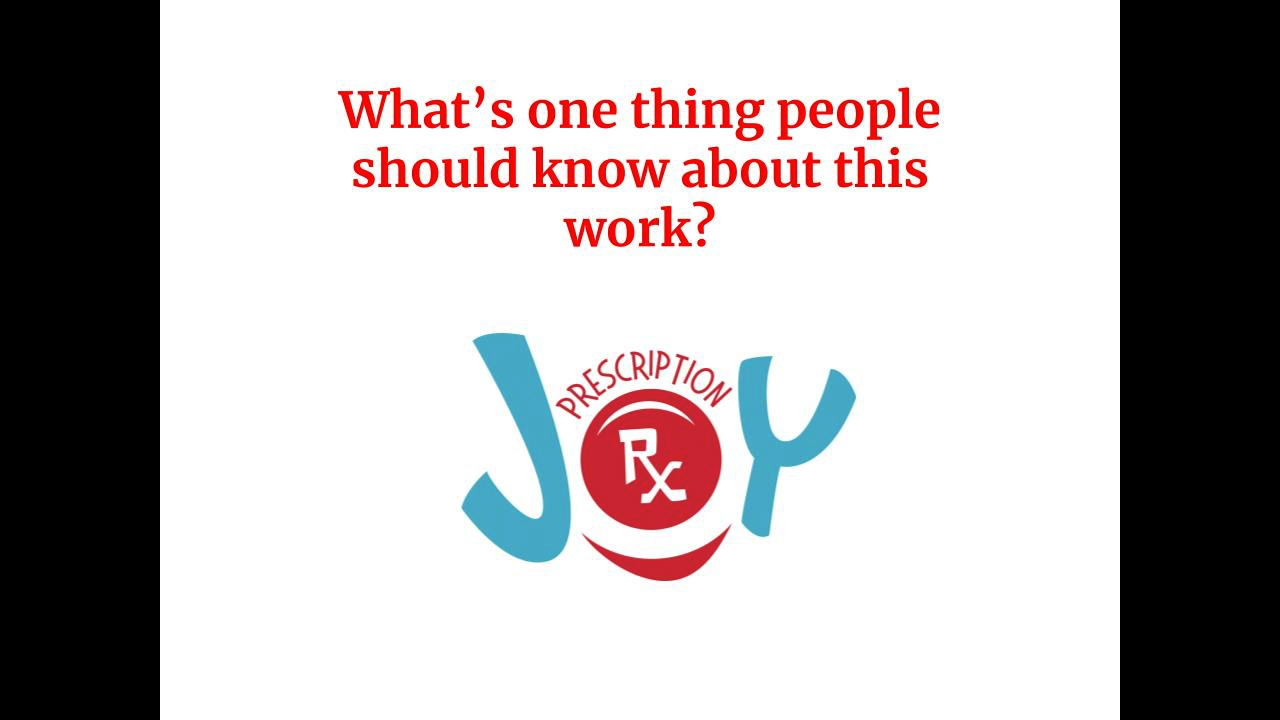 What’s one thing people
should know about this
work?
PRESCRIPTION
JOY
Rx